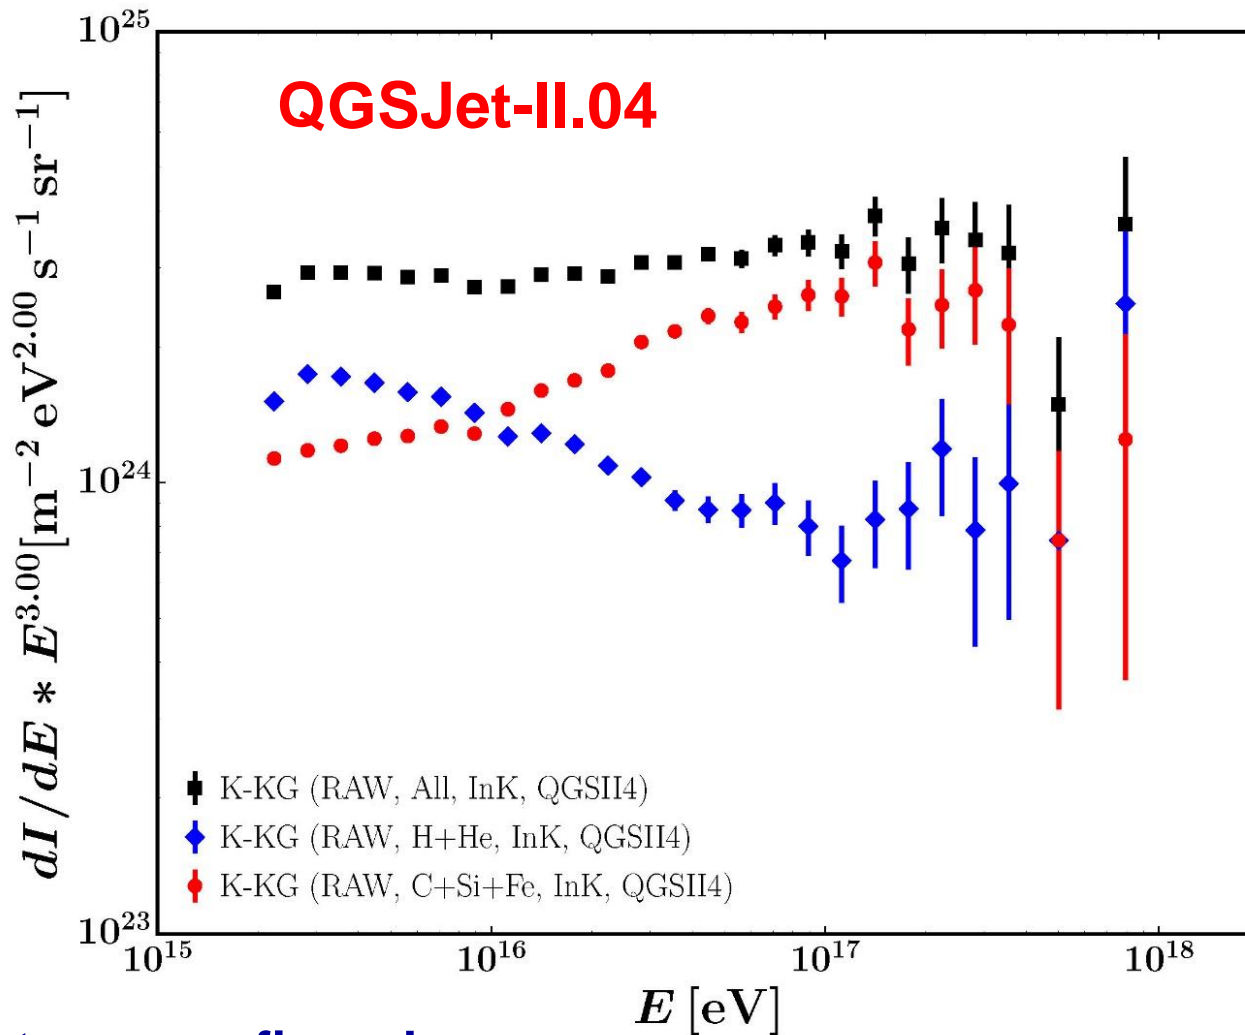 10^25
QGSJet-II.04
dI/dE * E^3.00 [m^−2 eV^2.00 s^−1 sr^−1]
10^24
K-KG (RAW, All, InK, QGSII4)
K-KG (RAW, H+He, InK, QGSII4)
K-KG (RAW, C+Si+Fe, InK, QGSII4)
10^23
10^15 10^16 10^17 10^18
E [eV]